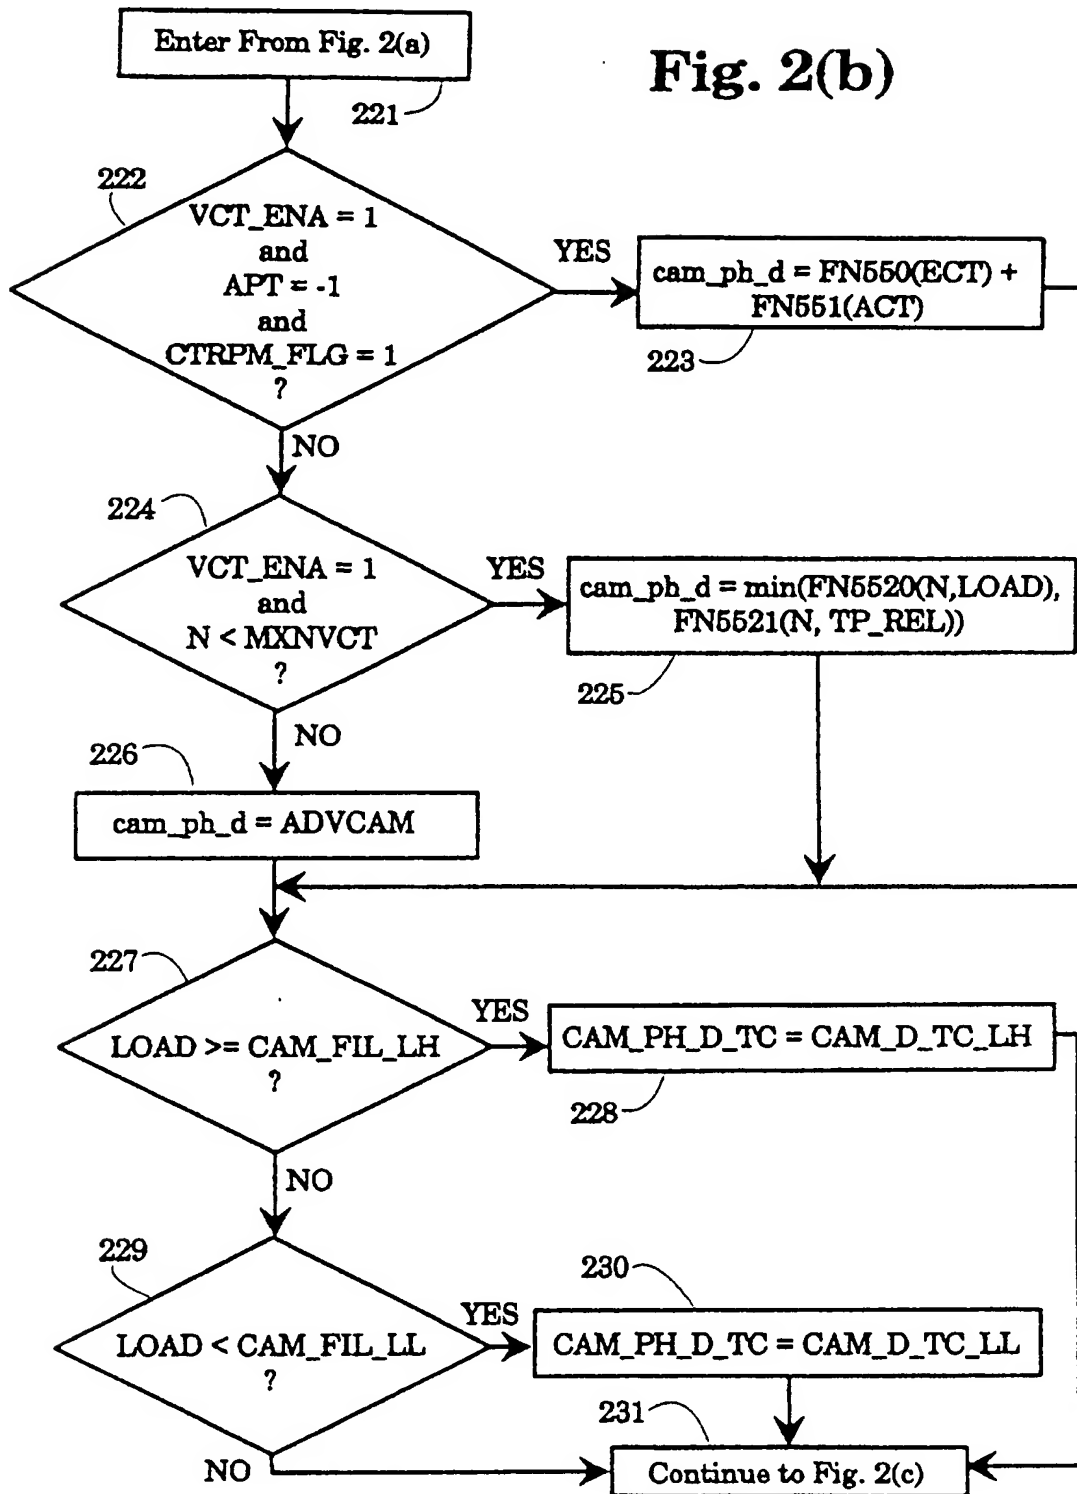 Enter From Fig. 2(a)
Fig. 2(b)
221
222
VCT_ENA = 1
and
APT = -1
and
CTRPM_FLG = 1
?
YES
cam_ph_d = FN550(ECT) +
FN551(ACT)
223
NO
224
VCT_ENA = 1
and
N < MXNVCT
?
YES
cam_ph_d = min(FN5520(N,LOAD),
FN5521(N, TP_REL))
225
NO
226
cam_ph_d = ADVCAM
227
LOAD >= CAM_FIL_LH
?
YES
CAM_PH_D_TC = CAM_D_TC_LH
228
NO
229
LOAD < CAM_FIL_LL
?
YES
230
CAM_PH_D_TC = CAM_D_TC_LL
231
NO
Continue to Fig. 2(c)